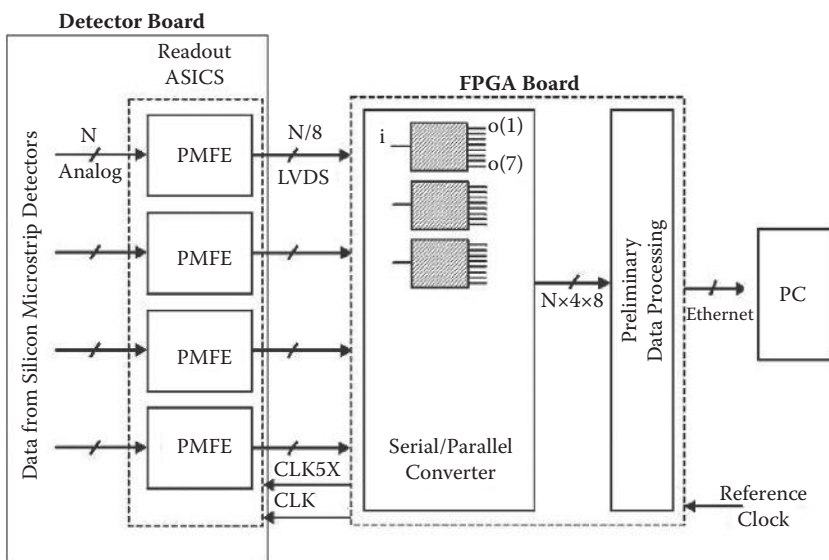 Detector Board
Readout
ASICS
Data from Silicon Microstrip Detectors
N
Analog
PMFE
PMFE
PMFE
PMFE
N/8
LVDS
CLK5X
CLK
FPGA Board
i
o(1)
o(7)
Serial/Parallel
Converter
N×4×8
Preliminary
Data Processing
Ethernet
PC
Reference
Clock